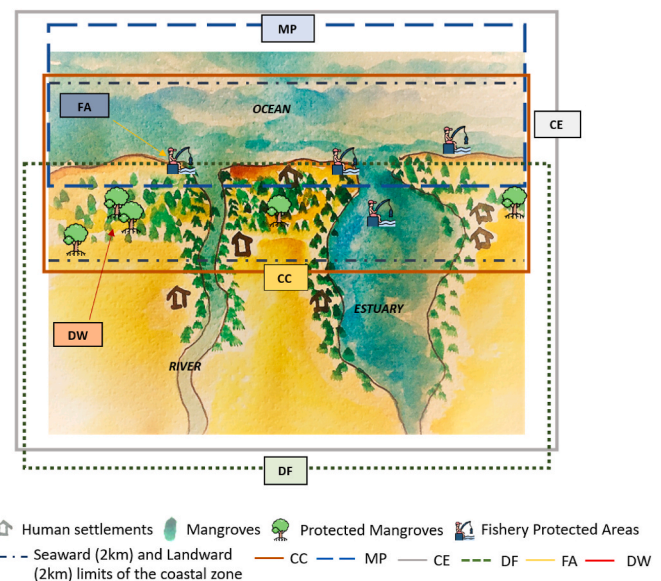 MP
FA
OCEAN
CE
CC
ESTUARY
DW
RIVER
DF
Human settlements Mangroves Protected Mangroves Fishery Protected Areas
Seaward (2km) and Landward
(2km) limits of the coastal zone CC MP CE DF FA DW